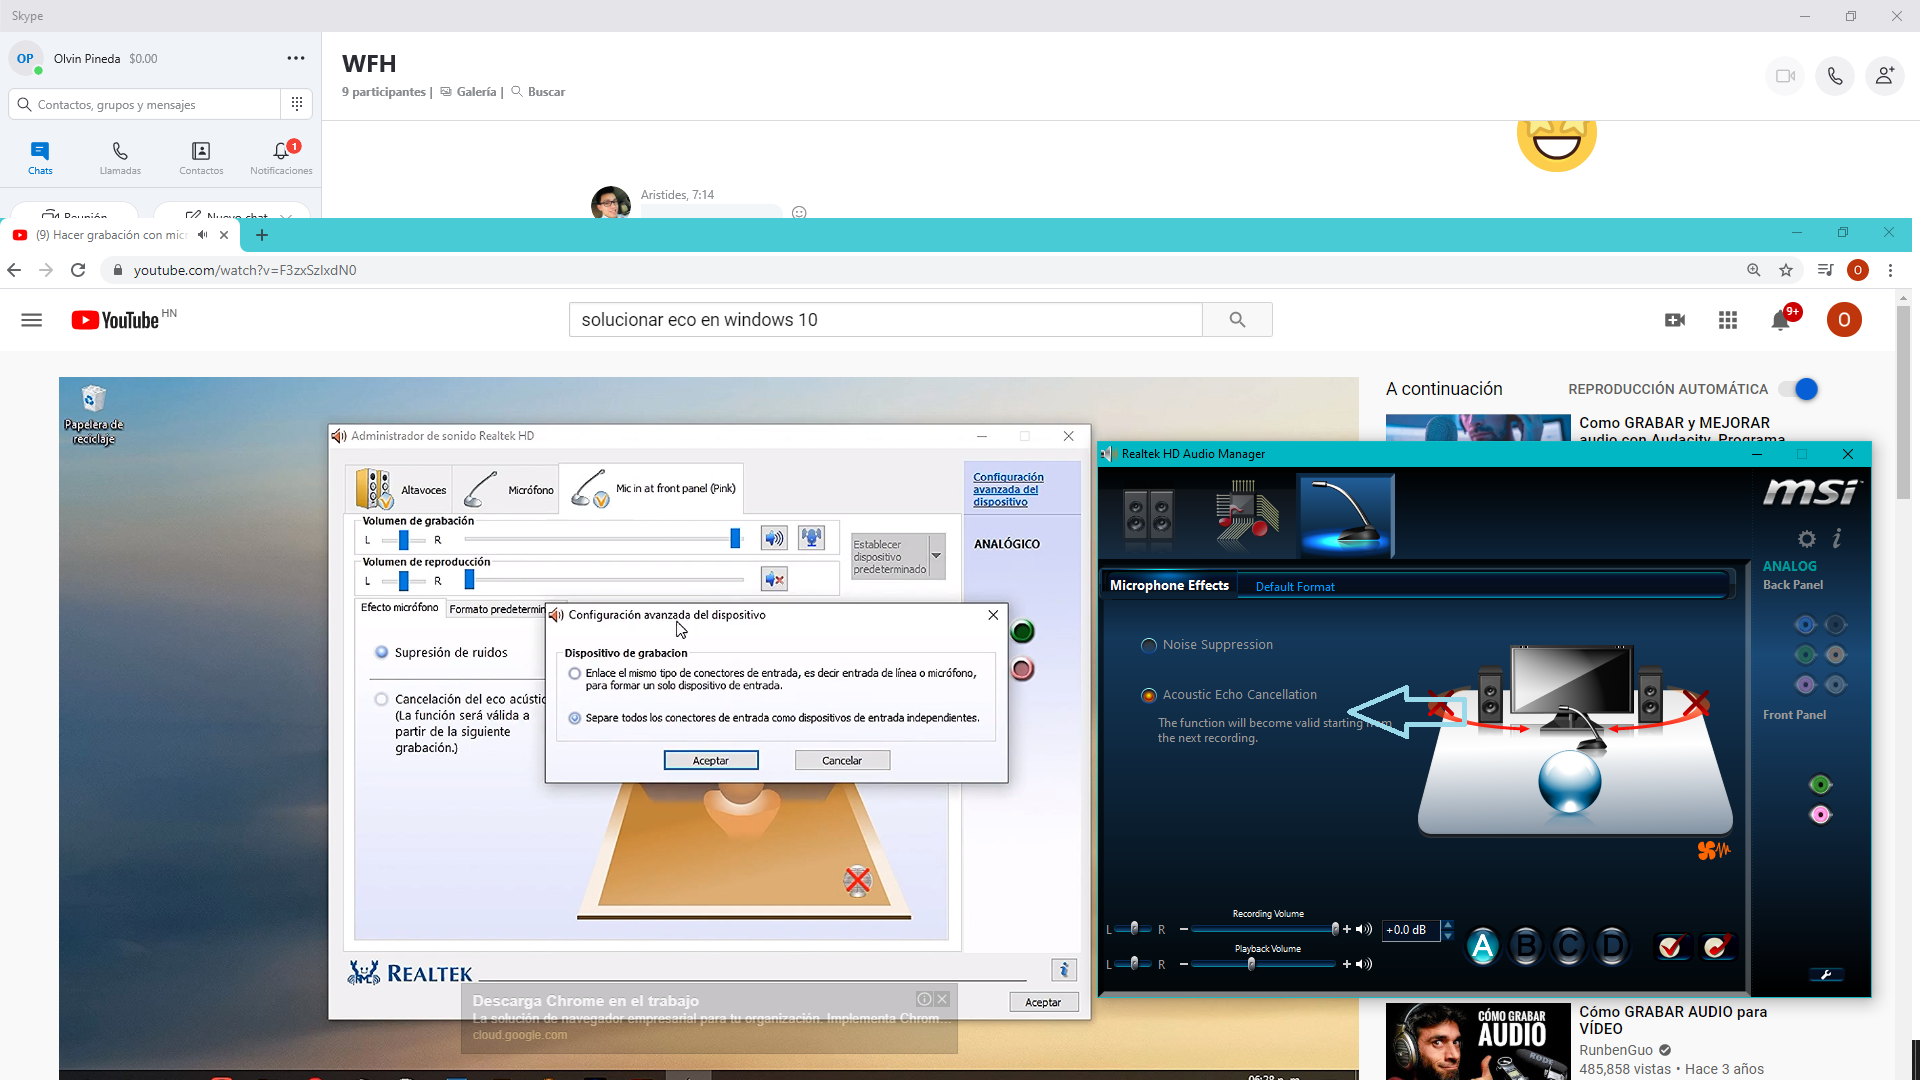 Skype
OP
Olvin Pineda $0.00
Contactos, grupos y mensajes
Chats
Llamadas
Contactos
1
Notificaciones
Reunión
Nuevo chat
WFH
9 participantes | Galería | Buscar
Aristides, 7:14
(9) Hacer grabación con mic
youtube.com/watch?v=F3zxSzlxdN0
O
YouTube HN
solucionar eco en windows 10
9+
O
Papelera de
reciclaje
Administrador de sonido Realtek HD
Altavoces
Micrófono
Mic in at front panel (Pink)
Configuración
avanzada del
dispositivo
Volumen de grabación
L R
Volumen de reproducción
L R
Establecer
dispositivo
predeterminado
ANALÓGICO
Efecto micrófono
Formato predetermin
Supresión de ruidos
Cancelación del eco acústic
(La función será válida a
partir de la siguiente
grabación.)
Configuración avanzada del dispositivo
Dispositivo de grabacion
Enlace el mismo tipo de conectores de entrada, es decir entrada de línea o micrófono,
para formar un solo dispositivo de entrada.
Separe todos los conectores de entrada como dispositivos de entrada independientes.
Aceptar
Cancelar
REALTEK
Aceptar
Descarga Chrome en el trabajo
La solución de navegador empresarial para tu organización. Implementa Chrom...
cloud.google.com
06:28 p. m.
A continuación
REPRODUCCIÓN AUTOMÁTICA
Como GRABAR y MEJORAR
audio con Audacity. Programa
Realtek HD Audio Manager
msi
Microphone Effects
Default Format
Noise Suppression
Acoustic Echo Cancellation
The function will become valid starting from
the next recording.
ANALOG
Back Panel
Front Panel
Recording Volume
L R
+0.0 dB
Playback Volume
L R
A B C D
CÓMO GRABAR
AUDIO
RODE
Cómo GRABAR AUDIO para
VÍDEO
RunbenGuo
485,858 vistas • Hace 3 años